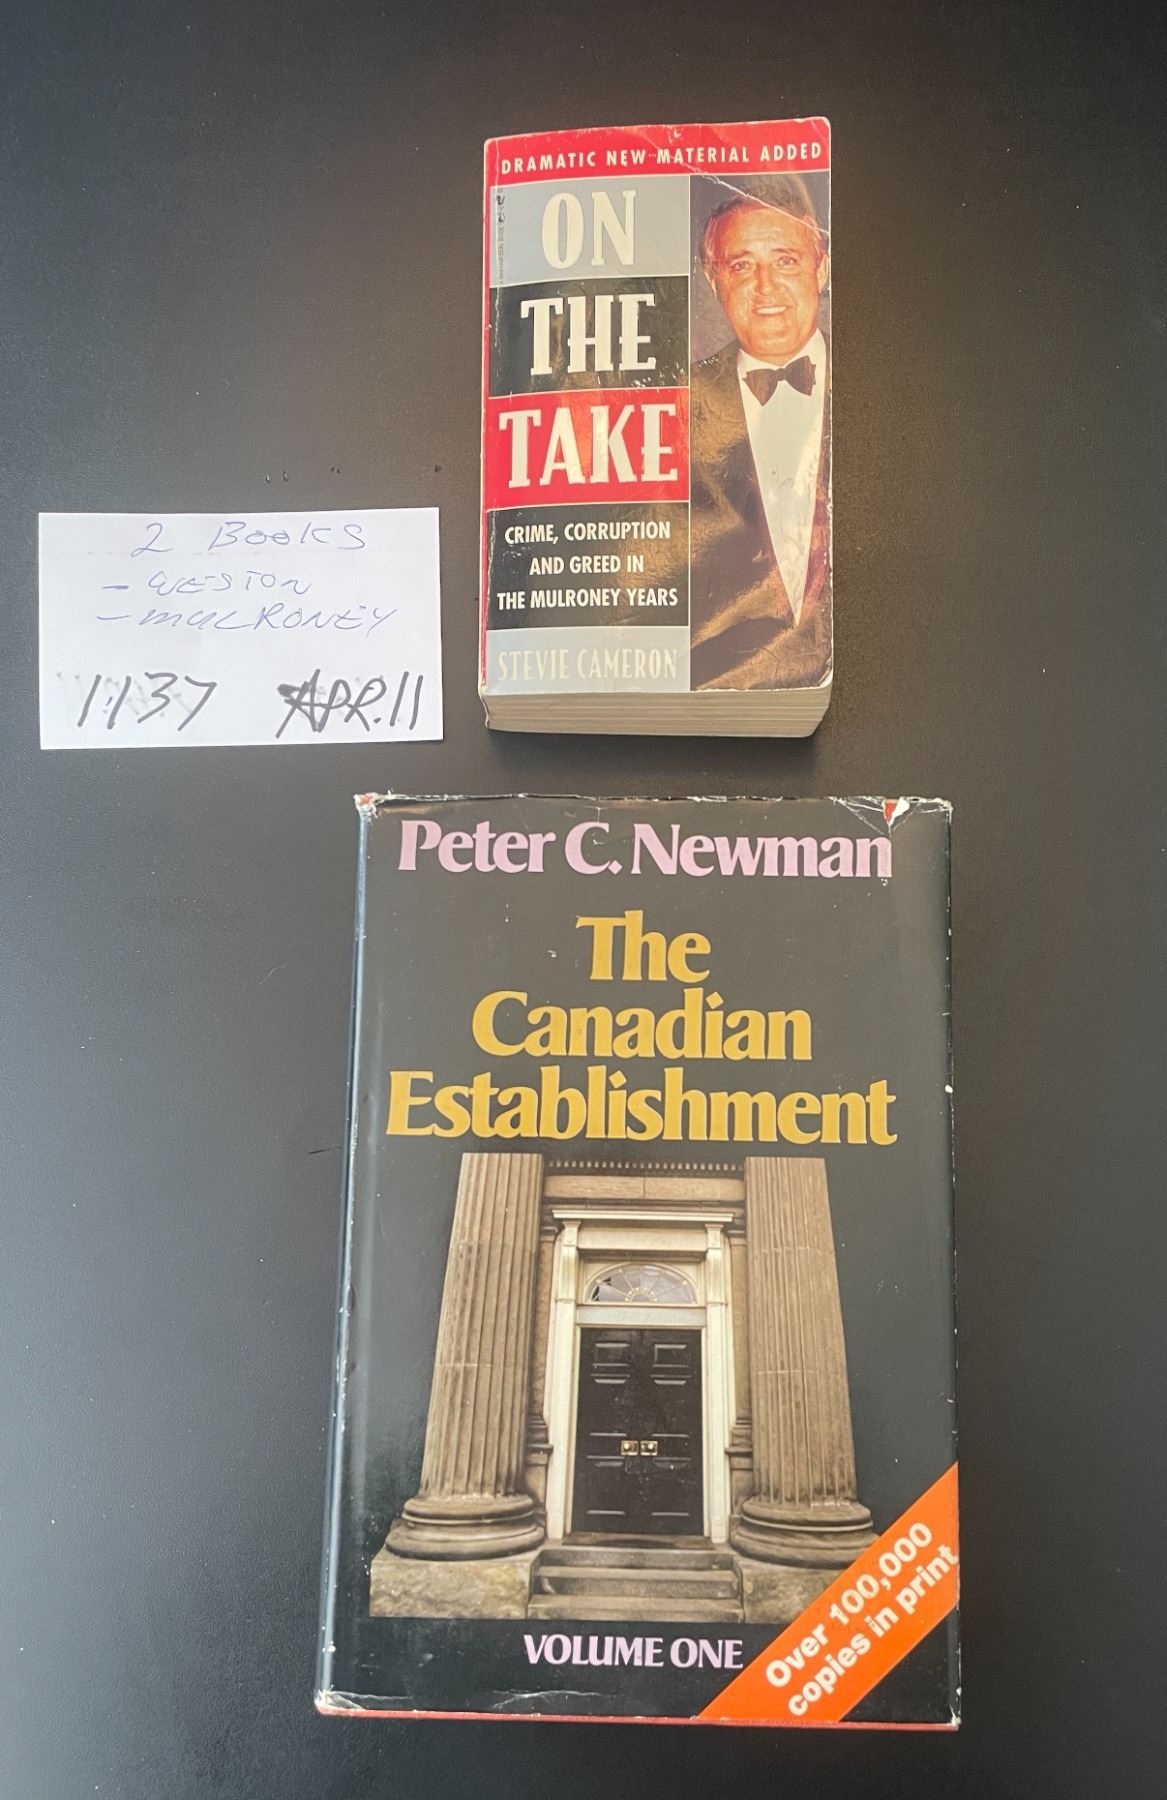 DRAMATIC NEW MATERIAL ADDED
ON
THE
TAKE
CRIME, CORRUPTION
AND GREED IN
THE MULRONEY YEARS
STEVIE CAMERON
2 BOOKS
- WESTON
- MULRONEY
1137 APR.11
Peter C. Newman
The
Canadian
Establishment
VOLUME ONE
Over 100,000
copies in print